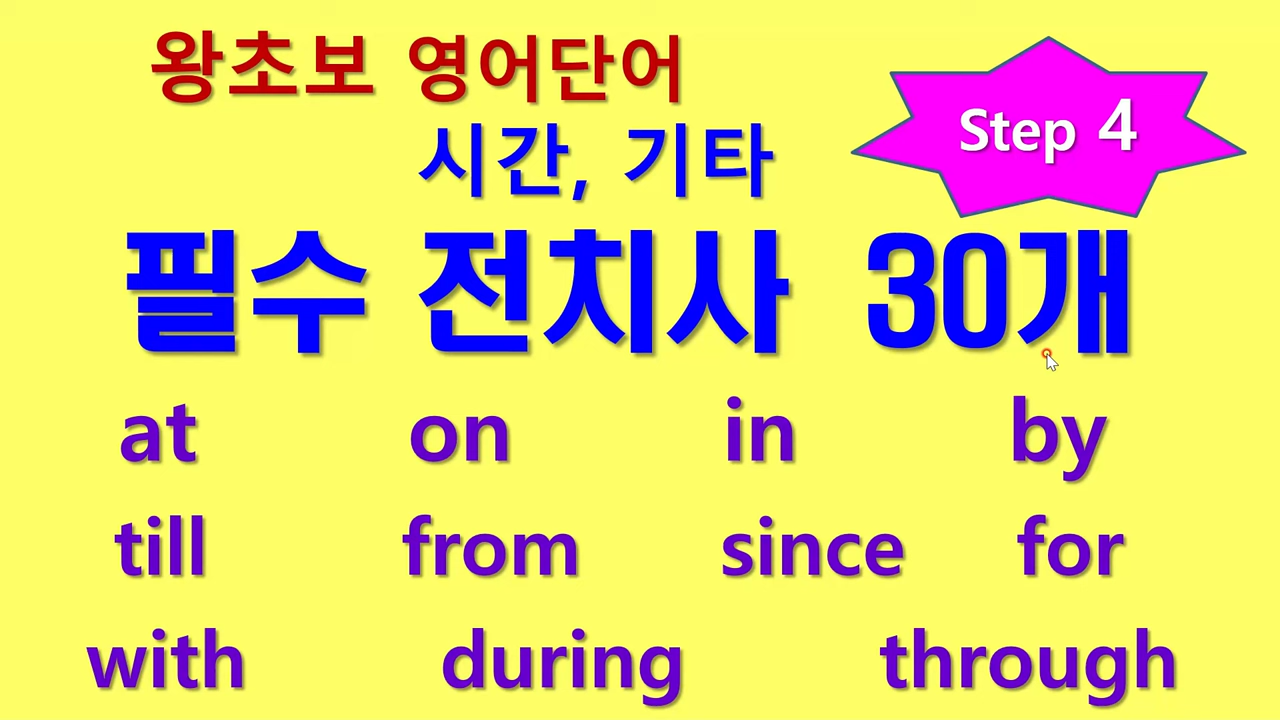 왕초보 영어단어
Step 4
시간, 기타
필수 전치사 30개
at on in by
till from since for
with during through